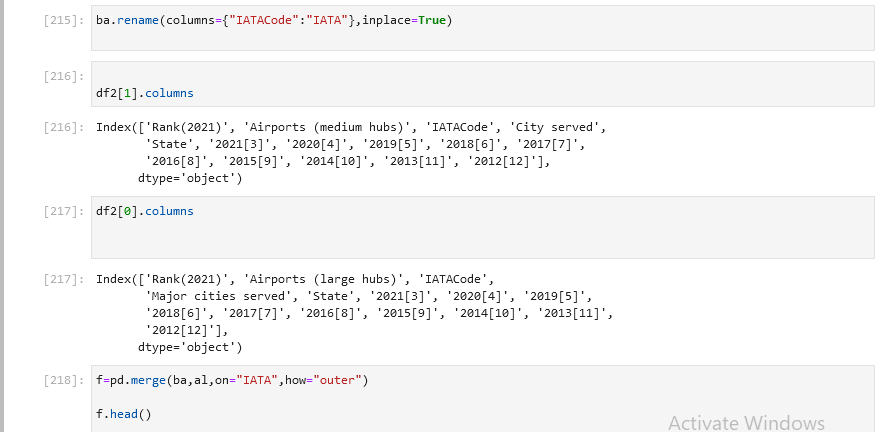 [215]: ba.rename(columns={"IATACode":"IATA"},inplace=True)
[216]:
df2[1].columns
[216]: Index(['Rank(2021)', 'Airports (medium hubs)', 'IATACode', 'City served',
'State', '2021[3]', '2020[4]', '2019[5]', '2018[6]', '2017[7]',
'2016[8]', '2015[9]', '2014[10]', '2013[11]', '2012[12]'],
dtype='object')
[217]: df2[0].columns
[217]: Index(['Rank(2021)', 'Airports (large hubs)', 'IATACode',
'Major cities served', 'State', '2021[3]', '2020[4]', '2019[5]',
'2018[6]', '2017[7]', '2016[8]', '2015[9]', '2014[10]', '2013[11]',
'2012[12]'],
dtype='object')
[218]: f=pd.merge(ba,al,on="IATA",how="outer")
f.head()
Activate Windows